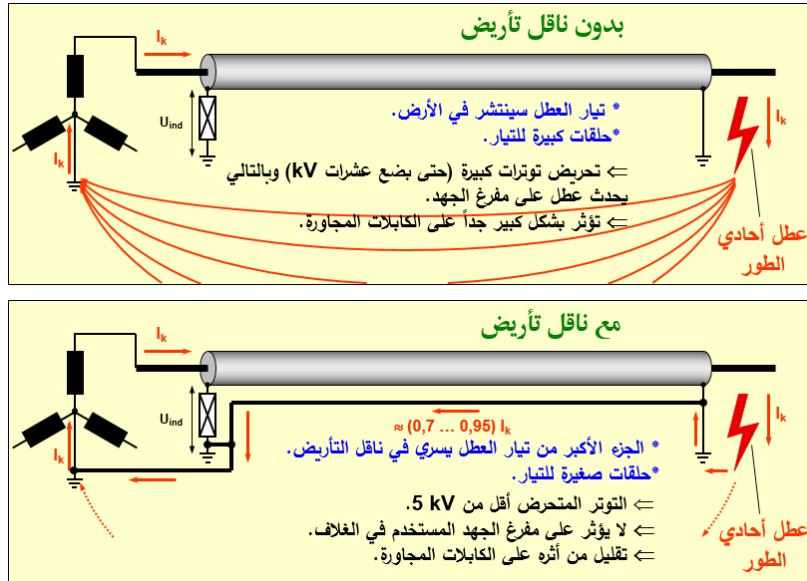 بدون ناقل تأريض
Ik
* تيار العطل سينتشر في الأرض.
*حلقات كبيرة للتيار.
Uind
Ik
Ik
⇐ تحريض توترات كبيرة (حتى بضع عشرات kV) وبالتالي
يحدث عطل على مفرغ الجهد.
⇐ تؤثر بشكل كبير جداً على الكابلات المجاورة.
عطل أحادي
الطور
مع ناقل تأريض
Ik
Uind
≈ (0,7 … 0,95) Ik
Ik
Ik
* الجزء الأكبر من تيار العطل يسري في ناقل التأريض.
*حلقات صغيرة للتيار.
⇐ التوتر المتحرض أقل من 5 kV.
⇐ لا يؤثر على مفرغ الجهد المستخدم في الغلاف.
⇐ تقليل من أثره على الكابلات المجاورة.
عطل أحادي
الطور